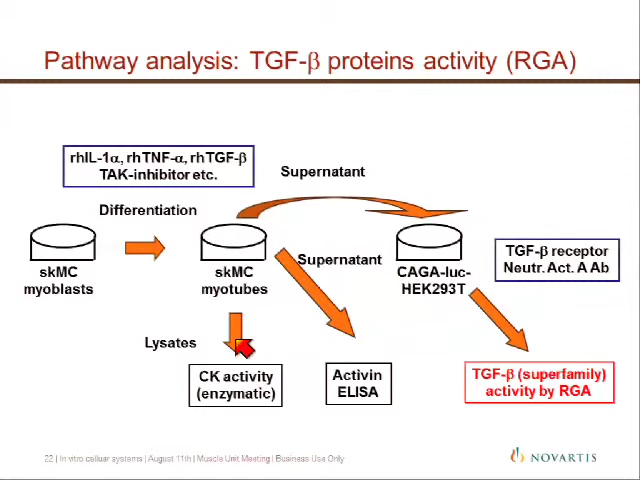 Pathway analysis: TGF-β proteins activity (RGA)
rhIL-1α, rhTNF-α, rhTGF-β
TAK-inhibitor etc.
Supernatant
Differentiation
skMC
myoblasts
skMC
myotubes
Supernatant
CAGA-luc-
HEK293T
TGF-β receptor
Neutr. Act. A Ab
Lysates
CK activity
(enzymatic)
Activin
ELISA
TGF-β (superfamily)
activity by RGA
22 | In vitro celluar systems | August 11th | Muscle Unit Meeting | Business Use Only
NOVARTIS